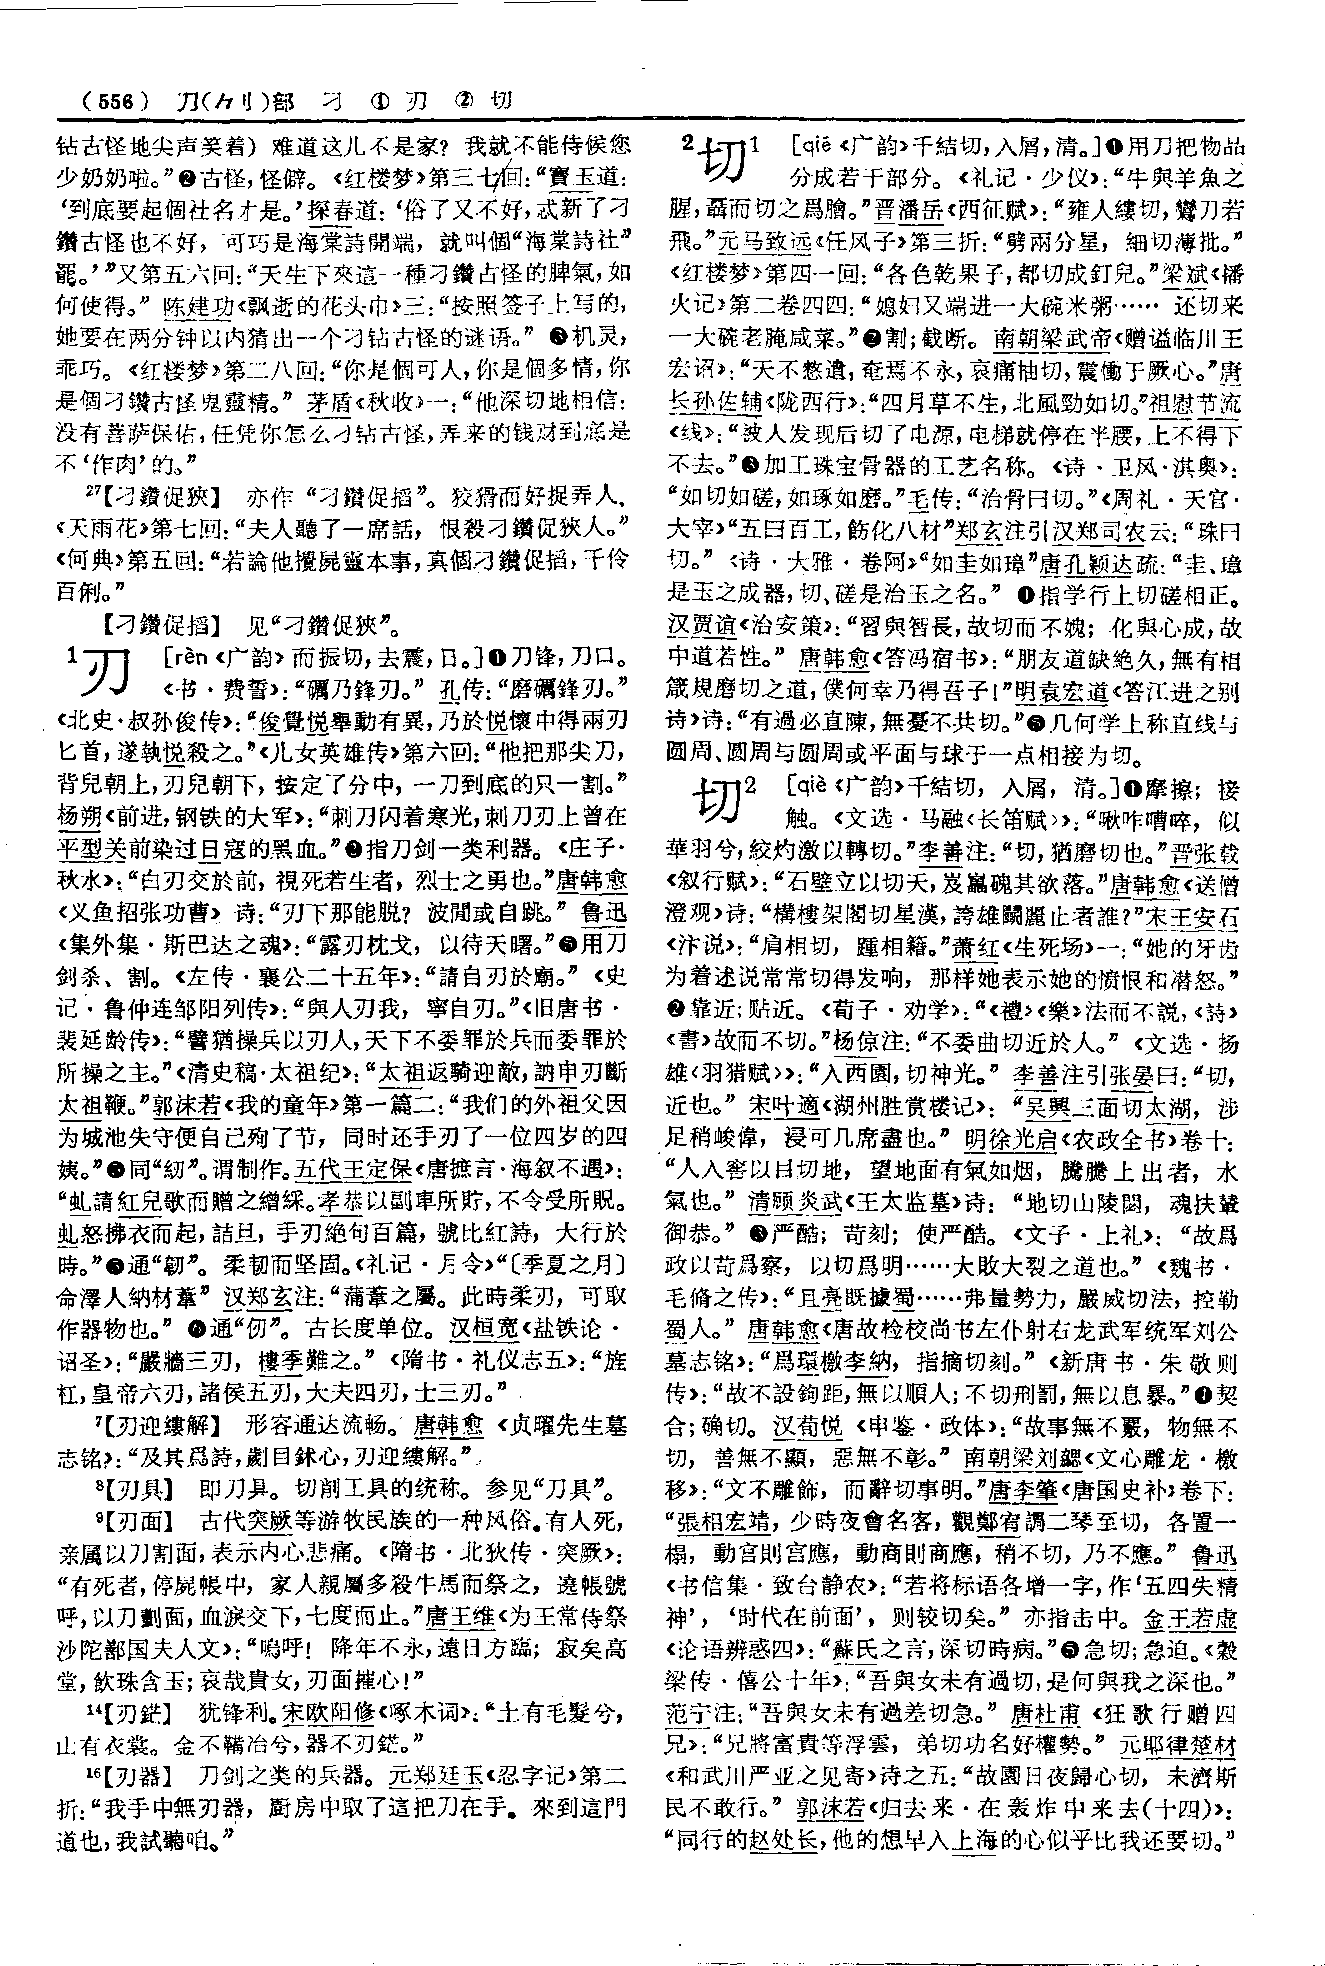 (556) 刀(⺈刂)部 刁 ① 刃 ② 切
钻古怪地尖声笑着) 难道这儿不是家? 我就不能侍候您
少奶奶啦。”❷古怪,怪僻。《红楼梦》第三七回:“寶玉道:
‘到底要起個社名才是。’探春道:‘俗了又不好,忒新了刁
鑽古怪也不好, 可巧是海棠詩開端, 就叫個“海棠詩社”
罷。’”又第五六回:“天生下來這一種刁鑽古怪的脾氣,如
何使得。” 陈建功《飘逝的花头巾》三:“按照签子上写的,
她要在两分钟以内猜出一个刁钻古怪的谜语。” ❸机灵,
乖巧。《红楼梦》第二八回:“你是個可人,你是個多情,你
是個刁鑽古怪鬼靈精。” 茅盾《秋收》一:“他深切地相信:
没有菩萨保佑,任凭你怎么刁钻古怪,弄来的钱财到底是
不‘作肉’的。”
27【刁鑽促狹】 亦作“刁鑽促掐”。狡猾而好捉弄人。
《天雨花》第七回:“夫人聽了一席話, 恨殺刁鑽促狹人。”
《何典》第五回:“若論他攪屍靈本事,真個刁鑽促掐,千伶
百俐。”
【刁鑽促掐】 见“刁鑽促狹”。
1刃 [rèn《广韵》而振切,去震,日。]❶刀锋,刀口。
《书·费誓》:“礪乃鋒刃。” 孔传:“磨礪鋒刃。”
《北史·叔孙俊传》:“俊覺悦舉動有異,乃於悦懷中得兩刃
匕首,遂執悦殺之。”《儿女英雄传》第六回:“他把那尖刀,
背兒朝上,刃兒朝下, 按定了分中, 一刀到底的只一割。”
杨朔《前进,钢铁的大军》:“刺刀闪着寒光,刺刀刃上曾在
平型关前染过日寇的黑血。”❷指刀剑一类利器。《庄子·
秋水》:“白刃交於前, 視死若生者, 烈士之勇也。”唐韩愈
《叉鱼招张功曹》诗:“刃下那能脱? 波間或自跳。” 鲁迅
《集外集·斯巴达之魂》:“露刃枕戈, 以待天曙。”❸用刀
剑杀、割。《左传·襄公二十五年》:“請自刃於廟。”《史
记·鲁仲连邹阳列传》:“與人刃我, 寧自刃。”《旧唐书·
裴延龄传》:“譬猶操兵以刃人,天下不委罪於兵而委罪於
所操之主。”《清史稿·太祖纪》:“太祖返騎迎敵,訥申刃斷
太祖鞭。”郭沫若《我的童年》第一篇二:“我们的外祖父因
为城池失守便自己殉了节, 同时还手刃了一位四岁的四
姨。”❹同“紉”。谓制作。五代王定保《唐摭言·海叙不遇》:
“虬請紅兒歌而贈之繒綵。孝恭以副車所貯,不令受所貺。
虬怒拂衣而起,詰旦,手刃絶句百篇, 號比紅詩, 大行於
時。”❺通“韌”。柔韧而坚固。《礼记·月令》“〔季夏之月〕
命澤人納材葦” 汉郑玄注:“蒲葦之屬。此時柔刃, 可取
作器物也。” ❻通“仞”。古长度单位。汉桓宽《盐铁论·
诏圣》:“嚴牆三刃, 樓季難之。”《隋书·礼仪志五》:“旌
杠,皇帝六刃,諸侯五刃,大夫四刃,士三刃。”
7【刃迎縷解】 形容通达流畅。唐韩愈《贞曜先生墓
志铭》:“及其爲詩,劌目鉥心,刃迎縷解。”
8【刃具】 即刀具。切削工具的统称。参见“刀具”。
9【刃面】 古代突厥等游牧民族的一种风俗。有人死,
亲属以刀割面,表示内心悲痛。《隋书·北狄传·突厥》:
“有死者,停屍帳中, 家人親屬多殺牛馬而祭之, 遶帳號
呼,以刀劃面,血淚交下,七度而止。”唐王维《为王常侍祭
沙陀鄯国夫人文》:“嗚呼! 降年不永,遠日方臨; 寂矣高
堂,飲珠含玉;哀哉貴女,刃面摧心!”
14【刃鋩】 犹锋利。宋欧阳修《啄木词》:“土有毛髮兮,
山有衣裳。金不鞴冶兮,器不刃鋩。”
16【刃器】 刀剑之类的兵器。元郑廷玉《忍字记》第二
折:“我手中無刃器, 厨房中取了這把刀在手。來到這門
道也,我試聽咱。”
2切1 [qiē《广韵》千结切,入屑,清。]❶用刀把物品
分成若干部分。《礼记·少仪》:“牛與羊魚之
腥,聶而切之爲膾。”晋潘岳《西征赋》:“雍人縷切,鸞刀若
飛。”元马致远《任风子》第三折:“劈兩分星, 細切薄批。”
《红楼梦》第四一回:“各色乾果子,都切成釘兒。”梁斌《播
火记》第二卷四四:“媳妇又端进一大碗米粥…… 还切来
一大碗老腌咸菜。”❷割;截断。南朝梁武帝《赠谥临川王
宏诏》:“天不憖遺,奄焉不永,哀痛抽切,震慟于厥心。”唐
长孙佐辅《陇西行》:“四月草不生,北風勁如切。”祖慰节流
《线》:“被人发现后切了电源,电梯就停在半腰,上不得下
不去。”❸加工珠宝骨器的工艺名称。《诗·卫风·淇奥》:
“如切如磋,如琢如磨。”毛传:“治骨曰切。”《周礼·天官·
大宰》“五曰百工,飭化八材”郑玄注引汉郑司农云:“珠曰
切。”《诗·大雅·卷阿》“如圭如璋”唐孔颖达疏:“圭、璋
是玉之成器,切、磋是治玉之名。” ❹指学行上切磋相正。
汉贾谊《治安策》:“習與智長,故切而不媿; 化與心成,故
中道若性。” 唐韩愈《答冯宿书》:“朋友道缺絶久,無有相
箴規磨切之道,僕何幸乃得吾子!”明袁宏道《答江进之别
诗》诗:“有過必直陳,無憂不共切。”❺几何学上称直线与
圆周、圆周与圆周或平面与球于一点相接为切。
切2 [qiè《广韵》千结切, 入屑, 清。]❶摩擦; 接
触。《文选·马融〈长笛赋〉》:“啾咋嘈啐, 似
華羽兮,絞灼激以轉切。”李善注:“切,猶磨切也。”晋张载
《叙行赋》:“石壁立以切天,岌嵓磈其欲落。”唐韩愈《送僧
澄观》诗:“構樓架閣切星漢,誇雄鬭麗止者誰?”宋王安石
《汴说》:“肩相切, 踵相籍。”萧红《生死场》一:“她的牙齿
为着述说常常切得发响, 那样她表示她的愤恨和潜怒。”
❷靠近;贴近。《荀子·劝学》:“《禮》《樂》法而不説,《詩》
《書》故而不切。”杨倞注:“不委曲切近於人。”《文选·扬
雄〈羽猎赋〉》:“入西園,切神光。” 李善注引张晏曰:“切,
近也。” 宋叶適《湖州胜赏楼记》:“吴興三面切太湖, 涉
足稍峻偉, 浸可几席盡也。” 明徐光启《农政全书》卷十:
“人入窖以目切地, 望地面有氣如烟, 騰騰上出者, 水
氣也。” 清顾炎武《王太监墓》诗:“地切山陵閟, 魂扶輦
御恭。” ❸严酷; 苛刻; 使严酷。《文子·上礼》:“故爲
政以苛爲察, 以切爲明……大敗大裂之道也。”《魏书·
毛脩之传》:“且亮既據蜀……弗量勢力,嚴威切法,控勒
蜀人。” 唐韩愈《唐故检校尚书左仆射右龙武军统军刘公
墓志铭》:“爲環檄李納, 指摘切刻。”《新唐书·朱敬则
传》:“故不設鉤距,無以順人;不切刑罰,無以息暴。”❹契
合;确切。汉荀悦《申鉴·政体》:“故事無不覈, 物無不
切, 善無不顯, 惡無不彰。” 南朝梁刘勰《文心雕龙·檄
移》:“文不雕飾, 而辭切事明。”唐李肇《唐国史补》卷下:
“張相宏靖,少時夜會名客,觀鄭宥調二琴至切, 各置一
榻, 動宫則宫應, 動商則商應, 稍不切, 乃不應。” 鲁迅
《书信集·致台静农》:“若将标语各增一字,作‘五四失精
神’, ‘时代在前面’, 则较切矣。” 亦指击中。金王若虚
《论语辨惑四》:“蘇氏之言,深切時病。”❺急切;急迫。《穀
梁传·僖公十年》:“吾與女未有過切,是何與我之深也。”
范宁注:“吾與女未有過差切急。” 唐杜甫《狂歌行赠四
兄》:“兄將富貴等浮雲, 弟切功名好權勢。” 元耶律楚材
《和武川严亚之见寄》诗之五:“故園日夜歸心切, 未濟斯
民不敢行。” 郭沫若《归去来·在轰炸中来去(十四)》:
“同行的赵处长,他的想早入上海的心似乎比我还要切。”